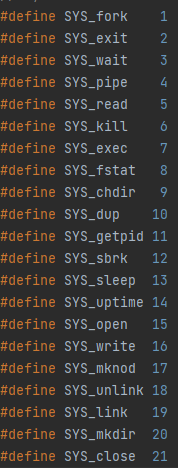 #define SYS_fork 1
#define SYS_exit 2
#define SYS_wait 3
#define SYS_pipe 4
#define SYS_read 5
#define SYS_kill 6
#define SYS_exec 7
#define SYS_fstat 8
#define SYS_chdir 9
#define SYS_dup 10
#define SYS_getpid 11
#define SYS_sbrk 12
#define SYS_sleep 13
#define SYS_uptime 14
#define SYS_open 15
#define SYS_write 16
#define SYS_mknod 17
#define SYS_unlink 18
#define SYS_link 19
#define SYS_mkdir 20
#define SYS_close 21